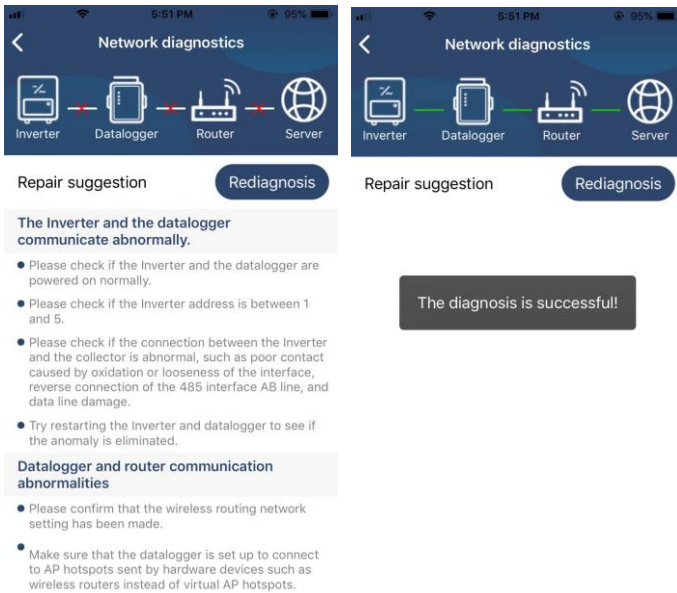 5:51 PM
95%
Network diagnostics
Inverter
Datalogger
Router
Server
Repair suggestion
Rediagnosis
The Inverter and the datalogger
communicate abnormally.
Please check if the Inverter and the datalogger are
powered on normally.
Please check if the Inverter address is between 1
and 5.
Please check if the connection between the Inverter
and the collector is abnormal, such as poor contact
caused by oxidation or looseness of the interface,
reverse connection of the 485 interface AB line, and
data line damage.
Try restarting the Inverter and datalogger to see if
the anomaly is eliminated.
Datalogger and router communication
abnormalities
Please confirm that the wireless routing network
setting has been made.
Make sure that the datalogger is set up to connect
to AP hotspots sent by hardware devices such as
wireless routers instead of virtual AP hotspots.
5:51 PM
95%
Network diagnostics
Inverter
Datalogger
Router
Server
Repair suggestion
Rediagnosis
The diagnosis is successful!